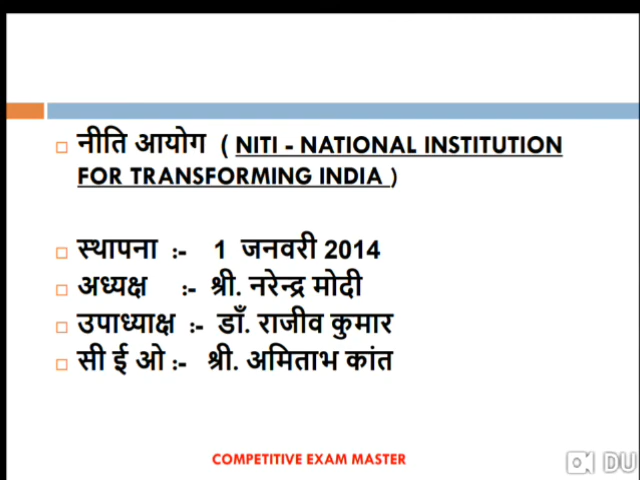 नीति आयोग ( NITI - NATIONAL INSTITUTION
FOR TRANSFORMING INDIA )
स्थापना :- 1 जनवरी 2014
अध्यक्ष :- श्री. नरेन्द्र मोदी
उपाध्याक्ष :- डाँ. राजीव कुमार
सी ई ओ :- श्री. अमिताभ कांत
COMPETITIVE EXAM MASTER
DU